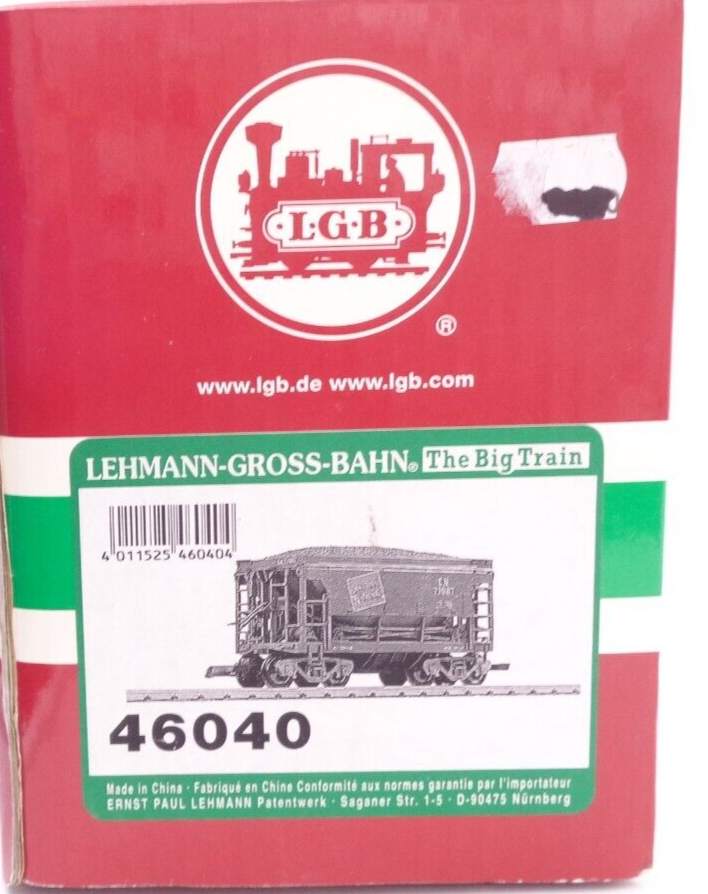 L·G·B
®
www.lgb.de www.lgb.com
LEHMANN-GROSS-BAHN® The Big Train
4 011525 460404
C.N.
46040
Made in China · Fabriqué en Chine Conformité aux normes garantie par l'importateur
ERNST PAUL LEHMANN Patentwerk · Saganer Str. 1-5 · D-90475 Nürnberg